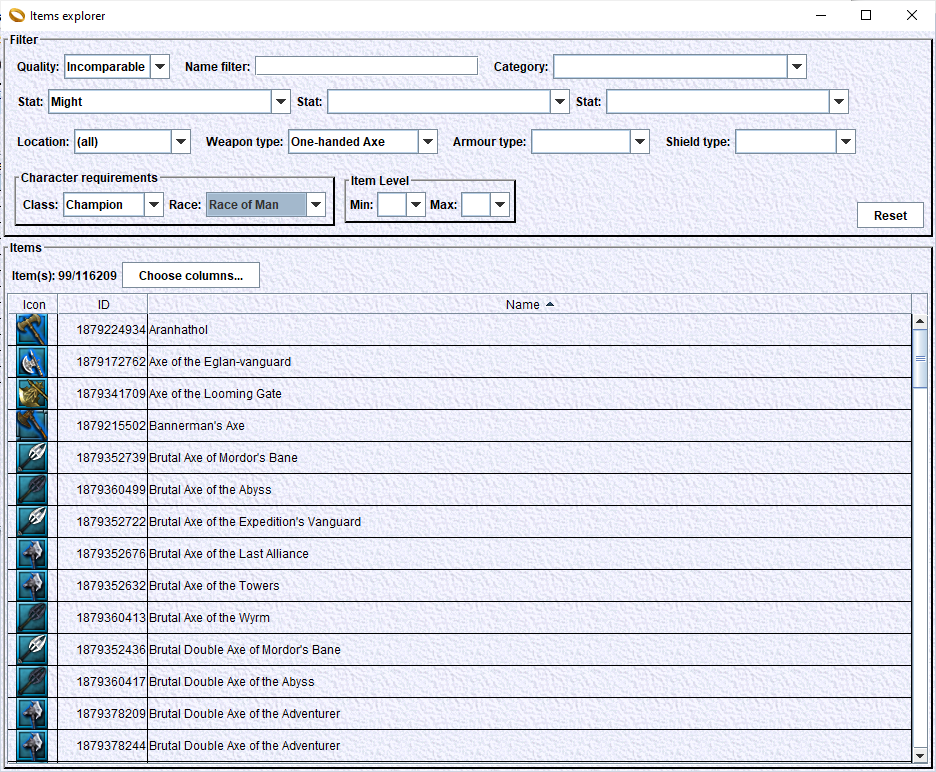 Items explorer
Filter
Quality: Incomparable Name filter: Category:
Stat: Might Stat: Stat:
Location: (all) Weapon type: One-handed Axe Armour type: Shield type:
Character requirements Item Level
Class: Champion Race: Race of Man Min: Max:
Reset
Items
Item(s): 99/116209 Choose columns...
Icon ID Name
1879224934 Aranhathol
1879172762 Axe of the Eglan-vanguard
1879341709 Axe of the Looming Gate
1879215502 Bannerman's Axe
1879352739 Brutal Axe of Mordor's Bane
1879360499 Brutal Axe of the Abyss
1879352722 Brutal Axe of the Expedition's Vanguard
1879352676 Brutal Axe of the Last Alliance
1879352632 Brutal Axe of the Towers
1879360413 Brutal Axe of the Wyrm
1879352436 Brutal Double Axe of Mordor's Bane
1879360417 Brutal Double Axe of the Abyss
1879378209 Brutal Double Axe of the Adventurer
1879378244 Brutal Double Axe of the Adventurer